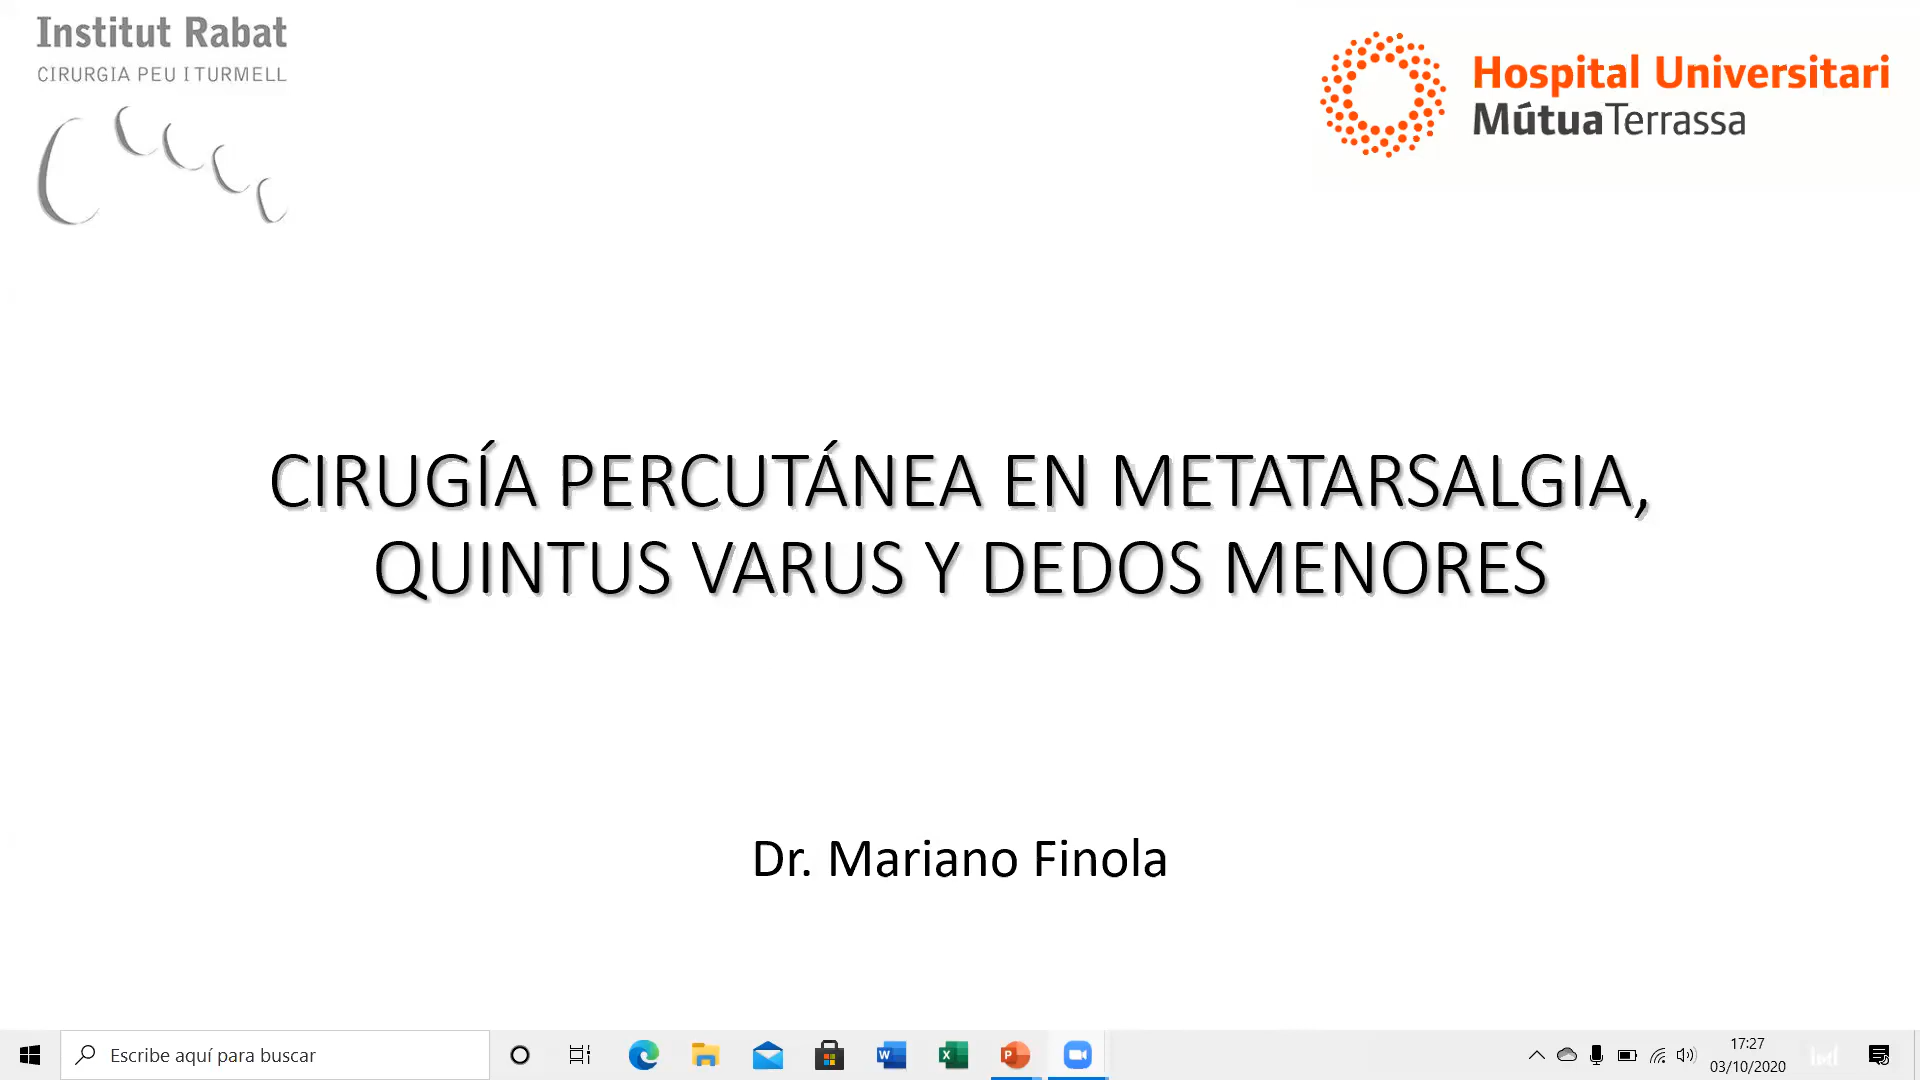 Institut Rabat
CIRURGIA PEU I TURMELL
Hospital Universitari
MútuaTerrassa
CIRUGÍA PERCUTÁNEA EN METATARSALGIA,
QUINTUS VARUS Y DEDOS MENORES
Dr. Mariano Finola
Escribe aquí para buscar
17:27
03/10/2020